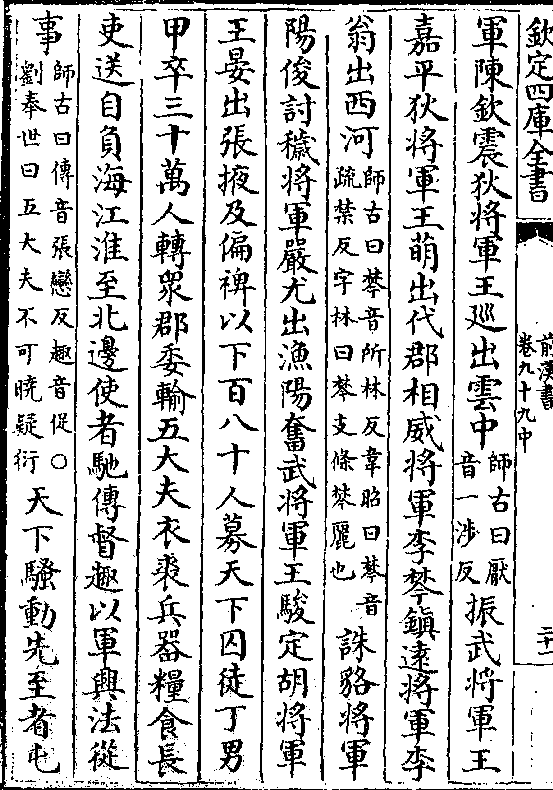 欽定四庫全書
前漢書
卷九十九中
二十二
軍陳欽震狄將軍王巡出雲中師古曰厭音一涉反振武將軍王
嘉平狄將軍王萌出代郡相威將軍李棽鎮遠將軍李
翁出西河師古曰棽音所林反韋昭曰棽音疏禁反字林曰棽支條棽麗也誅貉將軍
陽俊討穢將軍嚴尤出漁陽奮武將軍王駿定胡將軍
王晏出張掖及偏裨以下百八十人募天下囚徒丁男
甲卒三十萬人轉衆郡委輸五大夫衣裘兵器糧食長
吏送自負海江淮至北邊使者馳傳督趣以軍興法從
事師古曰傳音張戀反趣音促○劉奉世曰五大夫不可曉疑衍天下騷動先至者屯